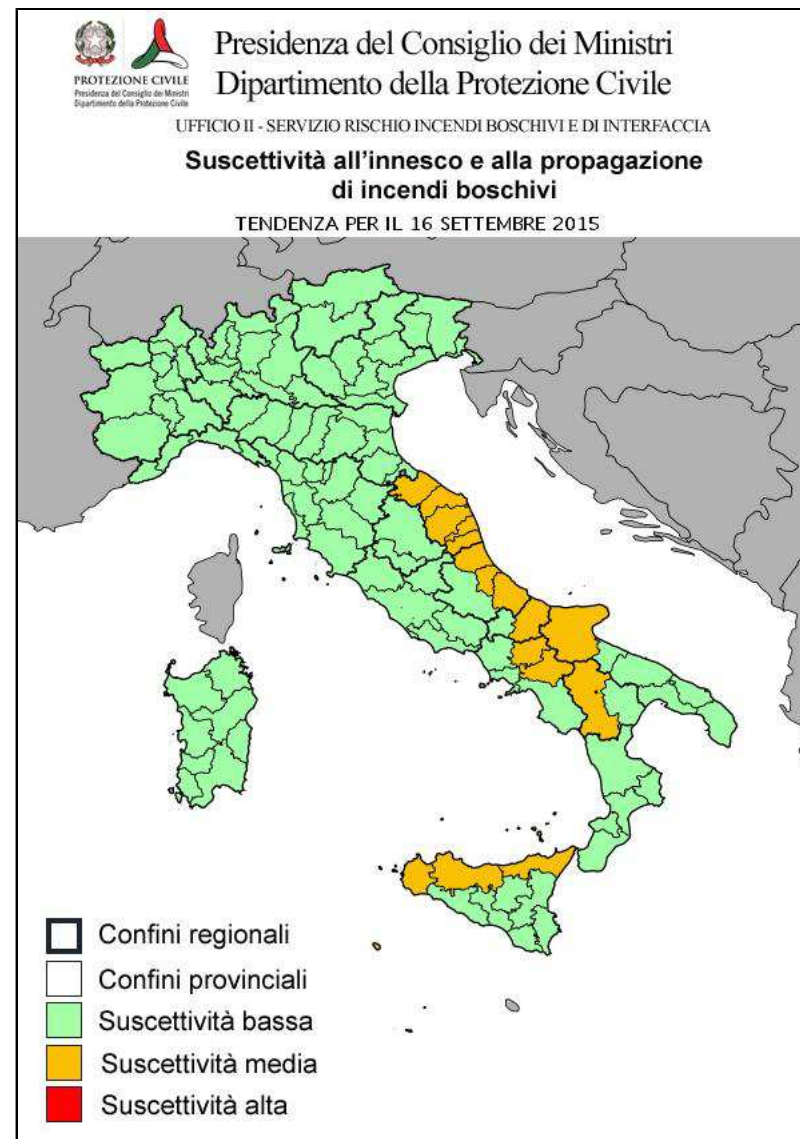 Presidenza del Consiglio dei Ministri
Dipartimento della Protezione Civile
PROTEZIONE CIVILE
Presidenza del Consiglio dei Ministri
Dipartimento della Protezione Civile
UFFICIO II - SERVIZIO RISCHIO INCENDI BOSCHIVI E DI INTERFACCIA
Suscettività all'innesco e alla propagazione
di incendi boschivi
TENDENZA PER IL 16 SETTEMBRE 2015
Confini regionali
Confini provinciali
Suscettività bassa
Suscettività media
Suscettività alta